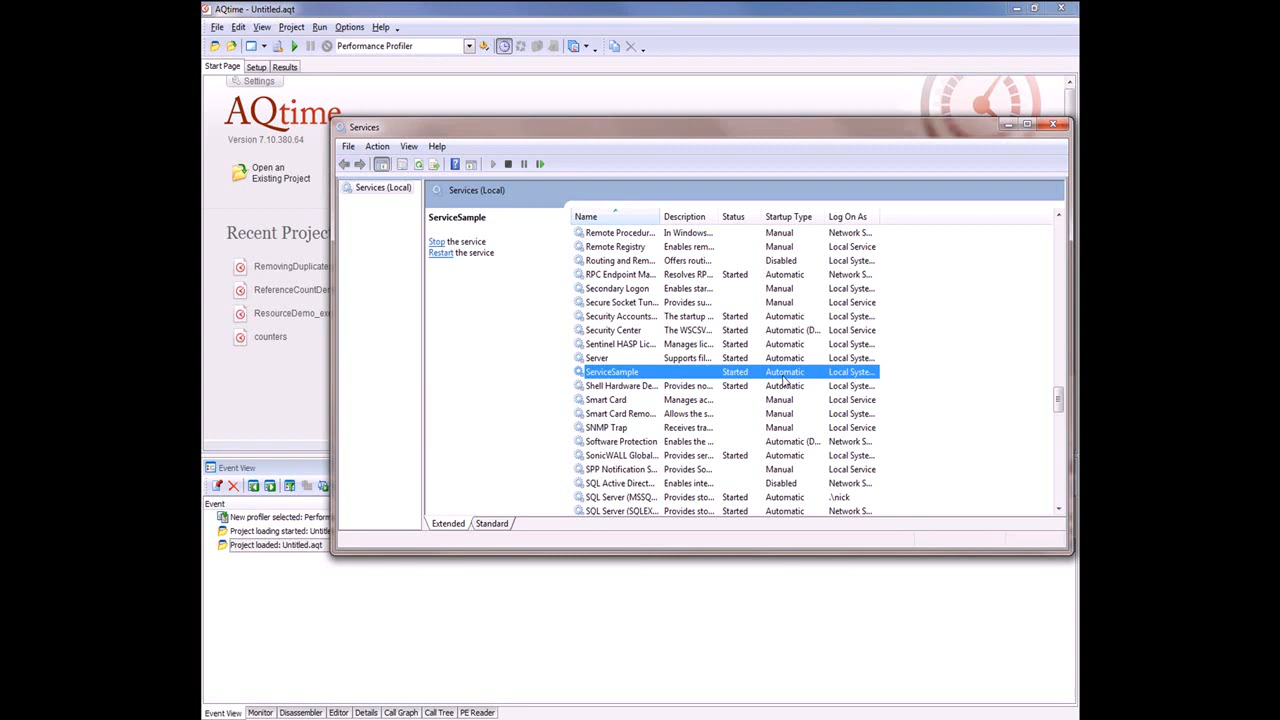 AQtime - Untitled.aqt
File Edit View Project Run Options Help
Performance Profiler
Start Page Setup Results
Settings
AQtime
Version 7.10.380.64
Open an
Existing Project
Recent Projec
RemovingDuplicate
ReferenceCountDe
ResourceDemo_ex
counters
Services
File Action View Help
Services (Local)
Services (Local)
ServiceSample
Stop the service
Restart the service
Name Description Status Startup Type Log On As
Remote Procedur... In Windows... Manual Network S...
Remote Registry Enables rem... Manual Local Service
Routing and Rem... Offers routi... Disabled Local Syste...
RPC Endpoint Ma... Resolves RP... Started Automatic Network S...
Secondary Logon Enables star... Manual Local Syste...
Secure Socket Tun... Provides su... Manual Local Service
Security Accounts... The startup ... Started Automatic Local Syste...
Security Center The WSCSV... Started Automatic (D... Local Service
Sentinel HASP Lic... Manages lic... Started Automatic Local Syste...
Server Supports fil... Started Automatic Local Syste...
ServiceSample Started Automatic Local Syste...
Shell Hardware De... Provides no... Started Automatic Local Syste...
Smart Card Manages ac... Manual Local Service
Smart Card Remo... Allows the s... Manual Local Syste...
SNMP Trap Receives tra... Manual Local Service
Software Protection Enables the ... Automatic (D... Network S...
SonicWALL Global... Provides ser... Started Automatic Local Syste...
SPP Notification S... Provides So... Manual Local Service
SQL Active Direct... Enables inte... Disabled Network S...
SQL Server (MSSQ... Provides sto... Started Automatic .\nick
SQL Server (SQLEX... Provides sto... Started Automatic Network S...
Extended Standard
Event View
Event
New profiler selected: Perform
Project loading started: Untitle
Project loaded: Untitled.aqt
Event View Monitor Disassembler Editor Details Call Graph Call Tree PE Reader